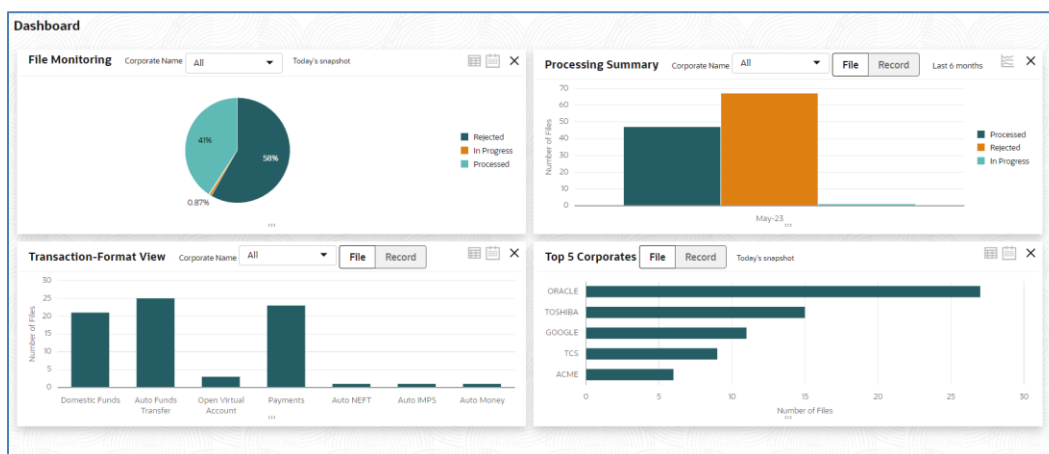 Dashboard
File Monitoring Corporate Name All Today's snapshot
41%
58%
0.87%
Rejected
In Progress
Processed
Processing Summary Corporate Name All File Record Last 6 months
Number of Files
70
60
50
40
30
20
10
0
May-23
Processed
Rejected
In Progress
Transaction-Format View Corporate Name All File Record
Number of Files
30
25
20
15
10
5
0
Domestic Funds
Auto Funds
Transfer
Open Virtual
Account
Payments
Auto NEFT
Auto IMPS
Auto Money
Top 5 Corporates File Record Today's snapshot
ORACLE
TOSHIBA
GOOGLE
TCS
ACME
0 5 10 15 20 25 30
Number of Files